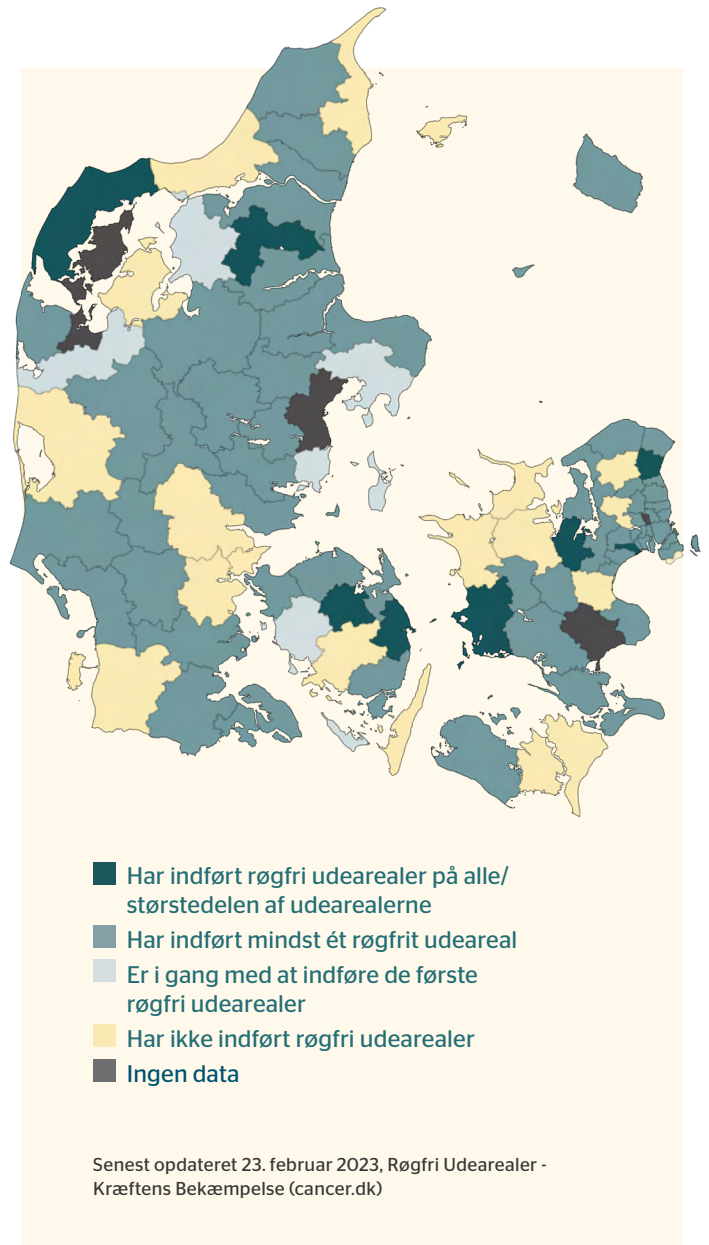 Har indført røgfri udearealer på alle/
størstedelen af udearealerne
Har indført mindst ét røgfrit udeareal
Er i gang med at indføre de første
røgfri udearealer
Har ikke indført røgfri udearealer
Ingen data
Senest opdateret 23. februar 2023, Røgfri Udearealer -
Kræftens Bekæmpelse (cancer.dk)